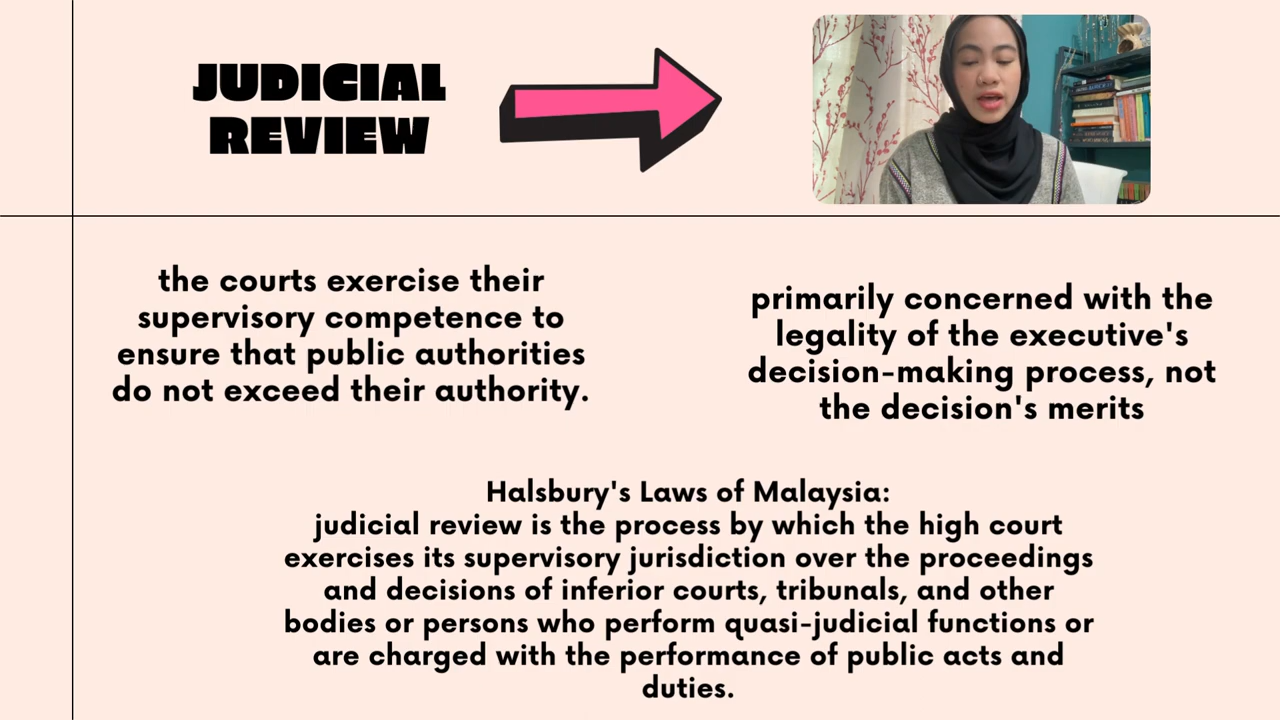 JUDICIAL
REVIEW
the courts exercise their
supervisory competence to
ensure that public authorities
do not exceed their authority.
primarily concerned with the
legality of the executive's
decision-making process, not
the decision's merits
Halsbury's Laws of Malaysia:
judicial review is the process by which the high court
exercises its supervisory jurisdiction over the proceedings
and decisions of inferior courts, tribunals, and other
bodies or persons who perform quasi-judicial functions or
are charged with the performance of public acts and
duties.